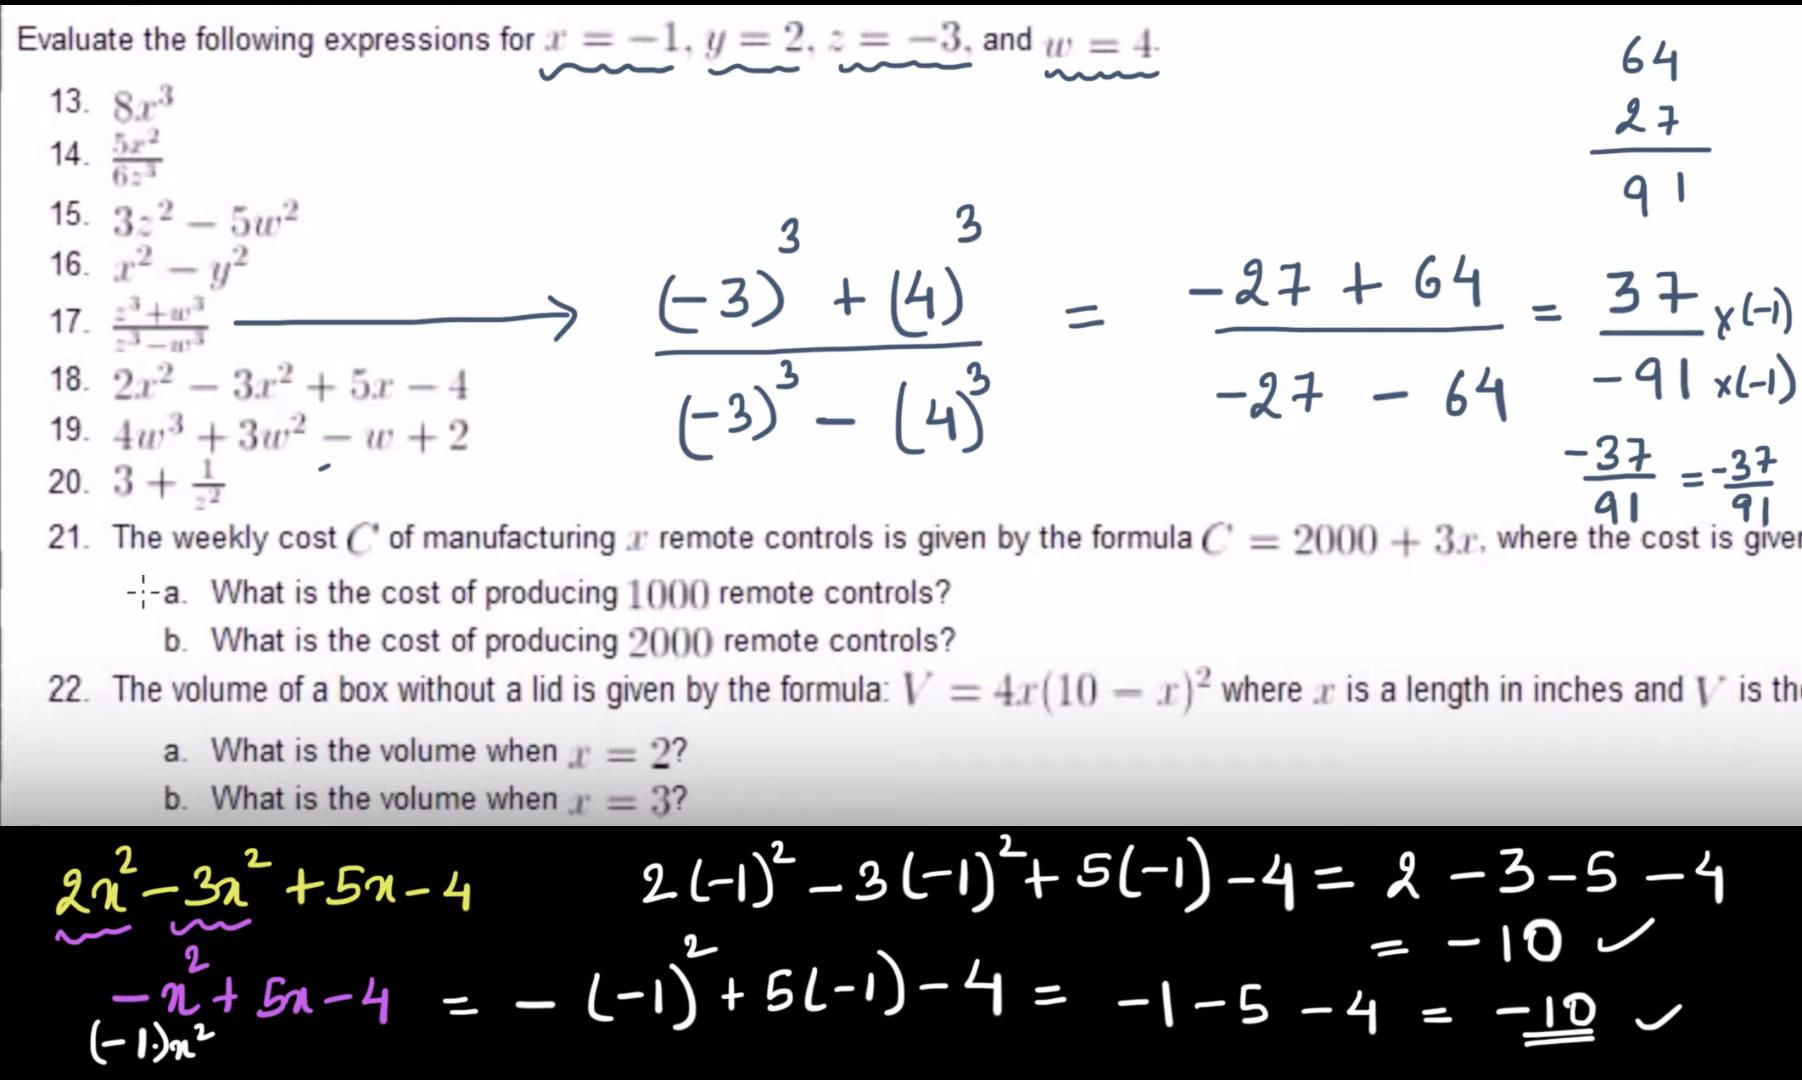 Evaluate the following expressions for x = −1, y = 2, z = −3, and w = 4.
13. 8x³
14. 5x²/6z³
15. 3z² − 5w²
16. x² − y²
17. z³+w³/z³−w³
18. 2x² − 3x² + 5x − 4
19. 4w³ + 3w² − w + 2
20. 3 + 1/z²
(-3)³ + (4)³ / (-3)³ - (4)³ = -27 + 64 / -27 - 64 = 37 x(-1) / -91 x(-1)
64
27
91
-37/91 = -37/91
21. The weekly cost C of manufacturing x remote controls is given by the formula C = 2000 + 3x, where the cost is given
a. What is the cost of producing 1000 remote controls?
b. What is the cost of producing 2000 remote controls?
22. The volume of a box without a lid is given by the formula: V = 4x(10 − x)² where x is a length in inches and V is th
a. What is the volume when x = 2?
b. What is the volume when x = 3?
2x² - 3x² + 5x - 4 2(-1)² - 3(-1)² + 5(-1) - 4 = 2 - 3 - 5 - 4
= -10 ✓
-x² + 5x - 4 = - (-1)² + 5(-1) - 4 = -1 - 5 - 4 = -10 ✓
(-1·)x²